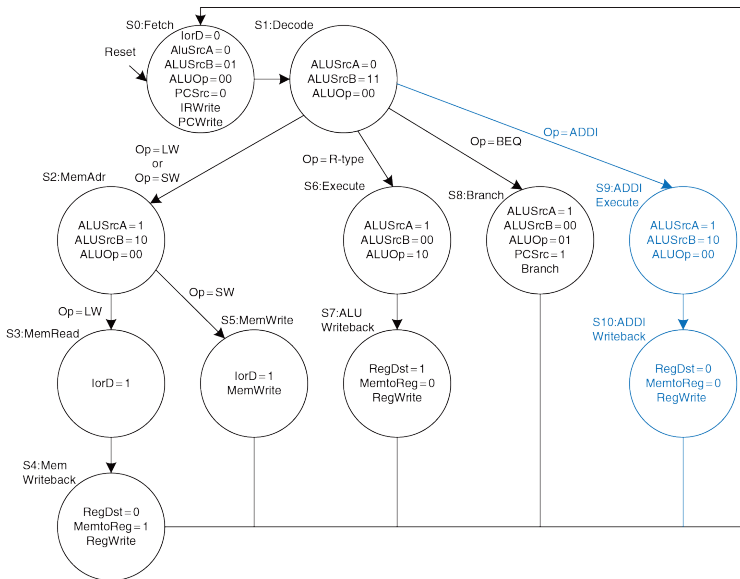 S0:Fetch
IorD=0
AluSrcA=0
ALUSrcB=01
ALUOp=00
PCSrc=0
IRWrite
PCWrite
Reset
S1:Decode
ALUSrcA=0
ALUSrcB=11
ALUOp=00
Op=LW
or
Op=SW
Op=R-type
Op=BEQ
Op=ADDI
S2:MemAdr
ALUSrcA=1
ALUSrcB=10
ALUOp=00
S6:Execute
ALUSrcA=1
ALUSrcB=00
ALUOp=10
S8:Branch
ALUSrcA=1
ALUSrcB=00
ALUOp=01
PCSrc=1
Branch
S9:ADDI
Execute
ALUSrcA=1
ALUSrcB=10
ALUOp=00
Op=LW
Op=SW
S3:MemRead
IorD=1
S5:MemWrite
IorD=1
MemWrite
S7:ALU
Writeback
RegDst=1
MemtoReg=0
RegWrite
S10:ADDI
Writeback
RegDst=0
MemtoReg=0
RegWrite
S4:Mem
Writeback
RegDst=0
MemtoReg=1
RegWrite